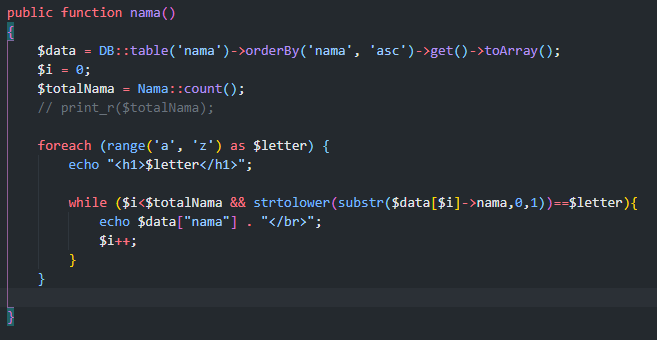 public function nama()
{
$data = DB::table('nama')->orderBy('nama', 'asc')->get()->toArray();
$i = 0;
$totalNama = Nama::count();
// print_r($totalNama);
foreach (range('a', 'z') as $letter) {
echo "<h1>$letter</h1>";
while ($i<$totalNama && strtolower(substr($data[$i]->nama,0,1))==$letter){
echo $data["nama"] . "</br>";
$i++;
}
}
}